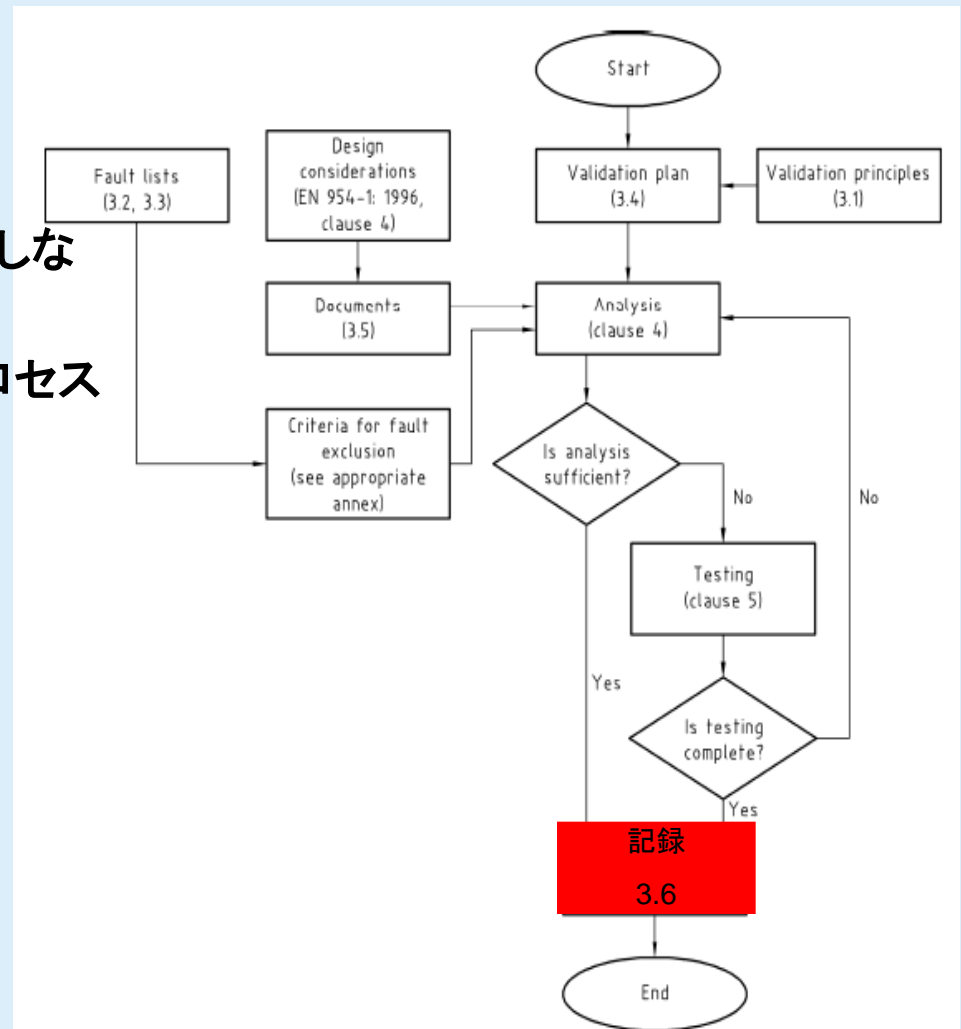 Start
Fault lists
(3.2, 3.3)
Design
considerations
(EN 954-1: 1996,
clause 4)
Validation plan
(3.4)
Validation principles
(3.1)
しな
Documents
(3.5)
Analysis
(clause 4)
ロセス
Criteria for fault
exclusion
(see appropriate
annex)
Is analysis
sufficient?
No
No
Testing
(clause 5)
Yes
Is testing
complete?
Yes
記録
3.6
End